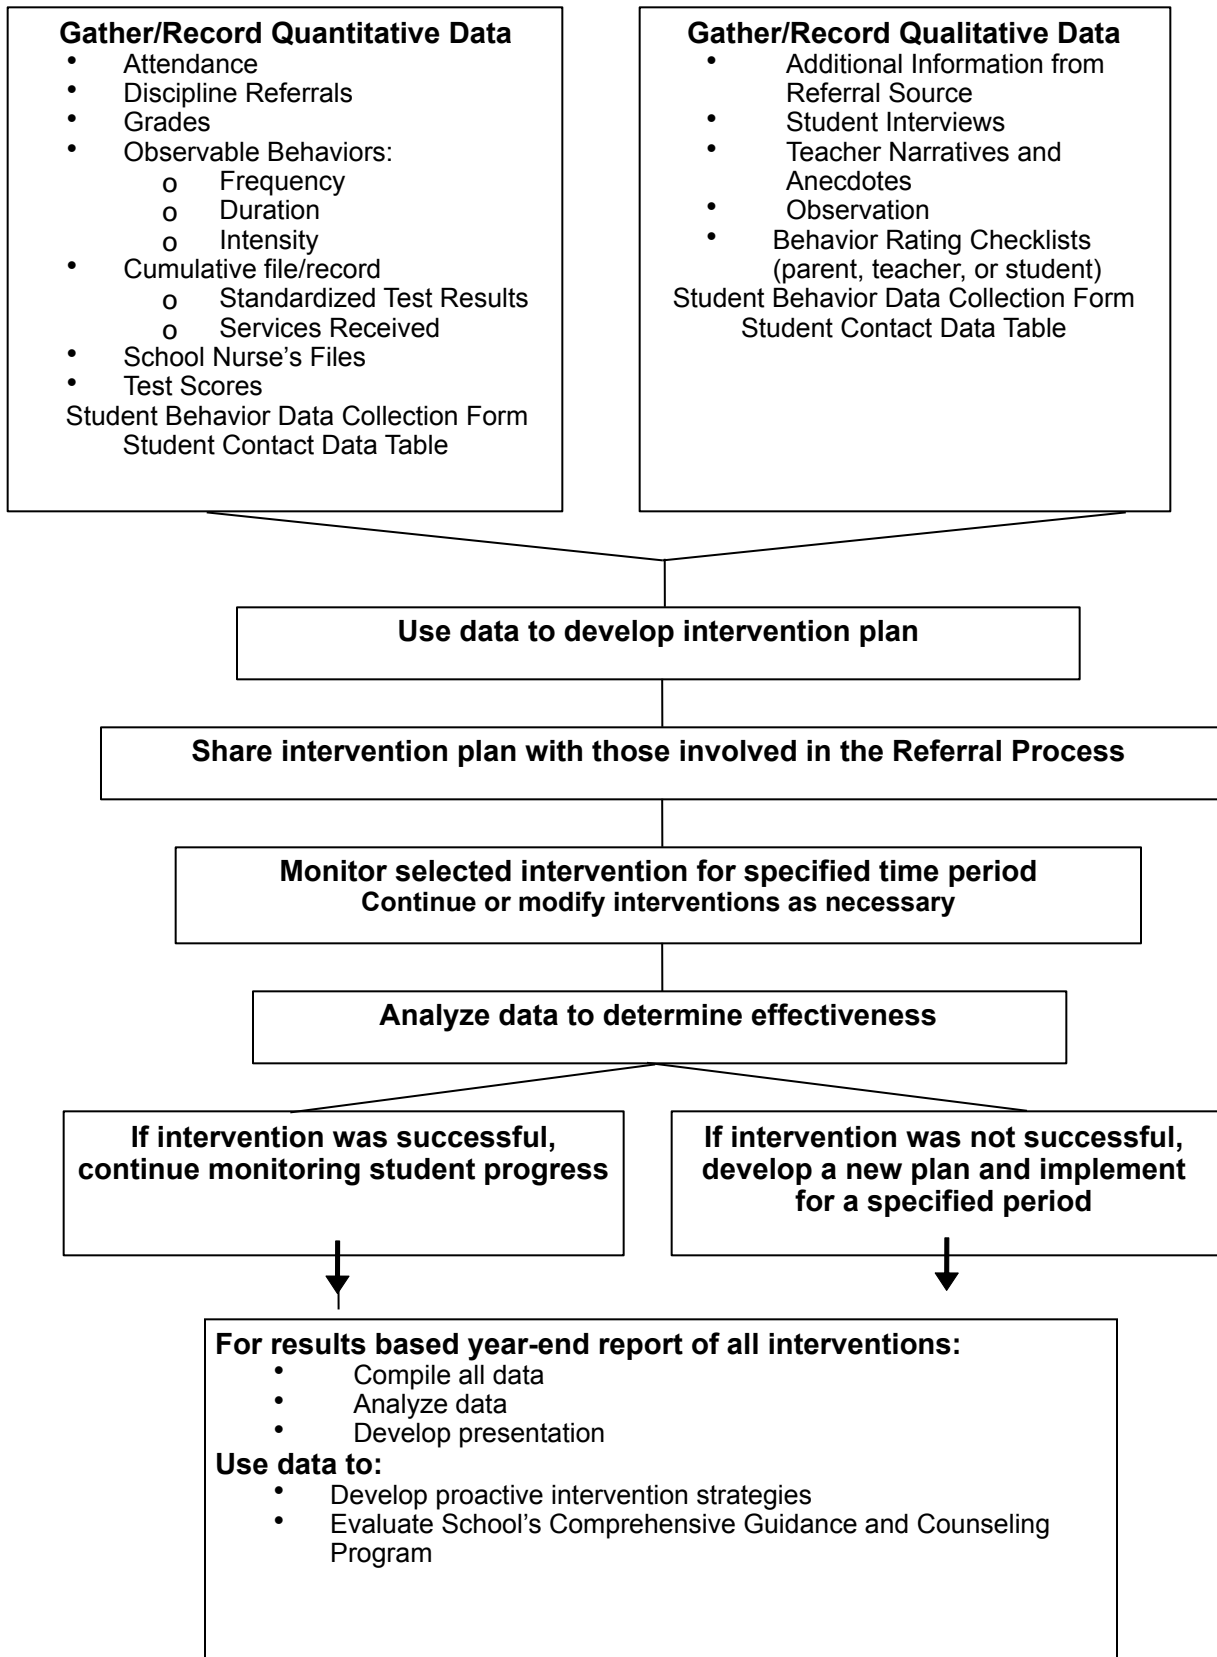 Gather/Record Quantitative Data
• Attendance
• Discipline Referrals
• Grades
• Observable Behaviors:
o Frequency
o Duration
o Intensity
• Cumulative file/record
o Standardized Test Results
o Services Received
• School Nurse’s Files
• Test Scores
Student Behavior Data Collection Form
Student Contact Data Table
Gather/Record Qualitative Data
• Additional Information from
Referral Source
• Student Interviews
• Teacher Narratives and
Anecdotes
• Observation
• Behavior Rating Checklists
(parent, teacher, or student)
Student Behavior Data Collection Form
Student Contact Data Table
Use data to develop intervention plan
Share intervention plan with those involved in the Referral Process
Monitor selected intervention for specified time period
Continue or modify interventions as necessary
Analyze data to determine effectiveness
If intervention was successful,
continue monitoring student progress
If intervention was not successful,
develop a new plan and implement
for a specified period
For results based year-end report of all interventions:
• Compile all data
• Analyze data
• Develop presentation
Use data to:
• Develop proactive intervention strategies
• Evaluate School’s Comprehensive Guidance and Counseling
Program